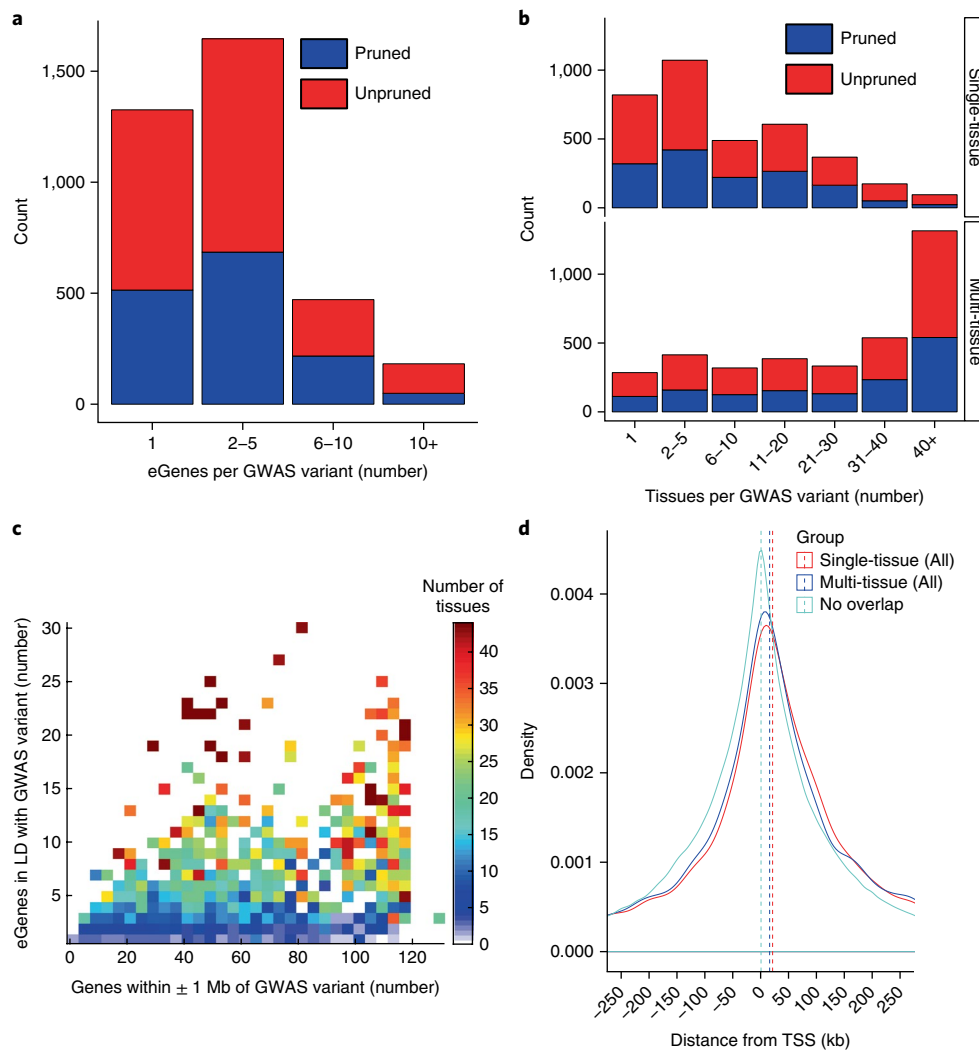 a
1,500
1,000
500
0
Count
Pruned
Unpruned
1
2–5
6–10
10+
eGenes per GWAS variant (number)
b
1,000
500
0
1,000
500
0
Count
Pruned
Unpruned
Single-tissue
Multi-tissue
1
2–5
6–10
11–20
21–30
31–40
40+
Tissues per GWAS variant (number)
c
30
25
20
15
10
5
eGenes in LD with GWAS variant (number)
0
20
40
60
80
100
120
Genes within ± 1 Mb of GWAS variant (number)
Number of
tissues
40
35
30
25
20
15
10
5
0
d
0.004
0.003
0.002
0.001
0.000
Density
Group
Single-tissue (All)
Multi-tissue (All)
No overlap
-250
-200
-150
-100
-50
0
50
100
150
200
250
Distance from TSS (kb)